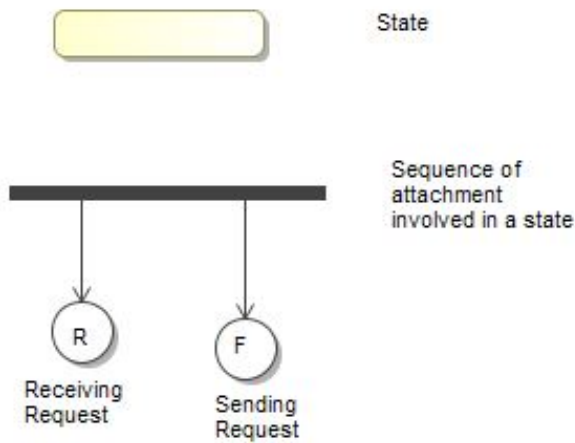 State
Sequence of
attachment
involved in a state
R
F
Receiving
Request
Sending
Request